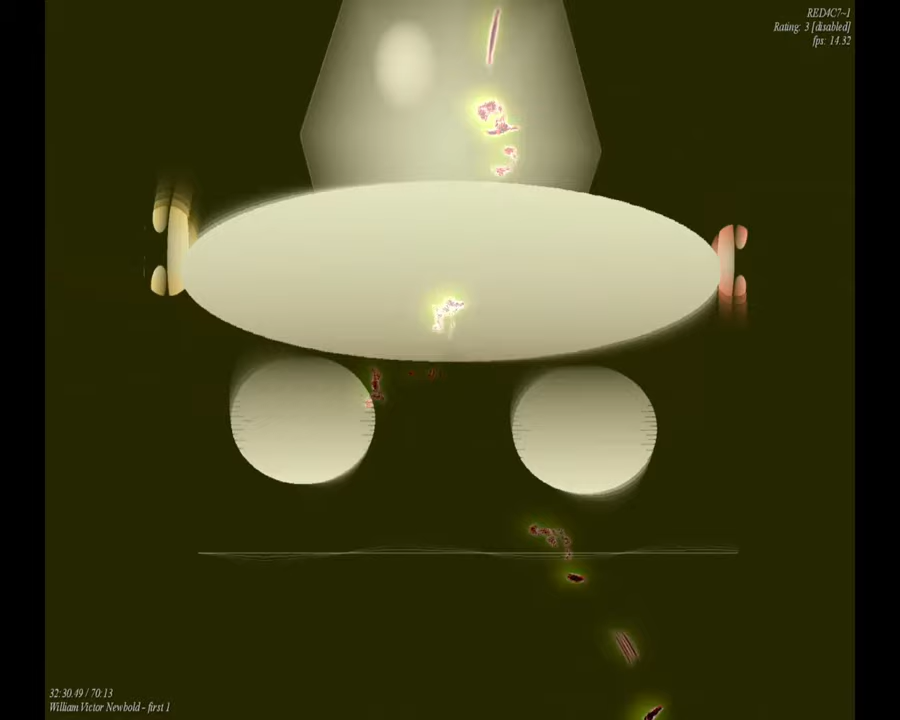 RED4C7~1
Rating: 3 [disabled]
fps: 14.32
32:30.49 / 70:13
William Victor Newbold - first 1